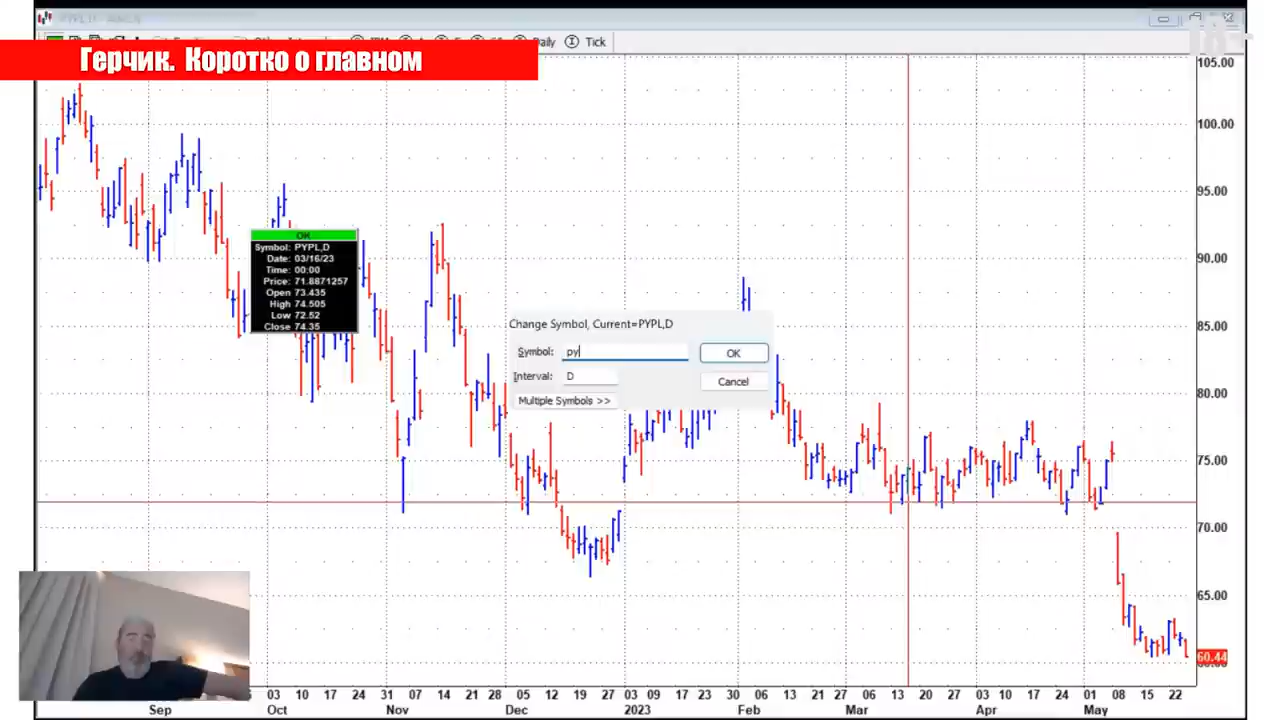 18+
Daily Tick
Герчик. Коротко о главном
105.00
100.00
95.00
90.00
85.00
80.00
75.00
70.00
65.00
60.44
OK
Symbol: PYPL,D
Date: 03/16/23
Time: 00:00
Price: 71.8871257
Open 73.435
High 74.505
Low 72.52
Close 74.35
Change Symbol, Current=PYPL,D
Symbol: py
OK
Interval: D
Cancel
Multiple Symbols >>
03 10 17 24 31 07 14 21 28 05 12 19 27 03 09 17 23 30 06 13 21 27 06 13 20 27 03 10 17 24 01 08 15 22
Sep Oct Nov Dec 2023 Feb Mar Apr May